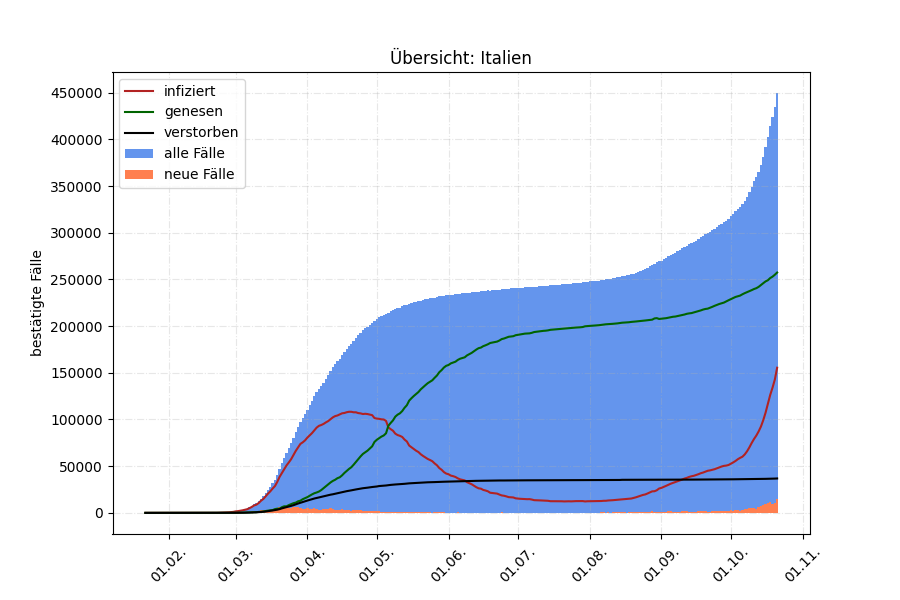 Übersicht: Italien
infiziert
genesen
verstorben
alle Fälle
neue Fälle
bestätigte Fälle
450000
400000
350000
300000
250000
200000
150000
100000
50000
0
01.02. 01.03. 01.04. 01.05. 01.06. 01.07. 01.08. 01.09. 01.10. 01.11.